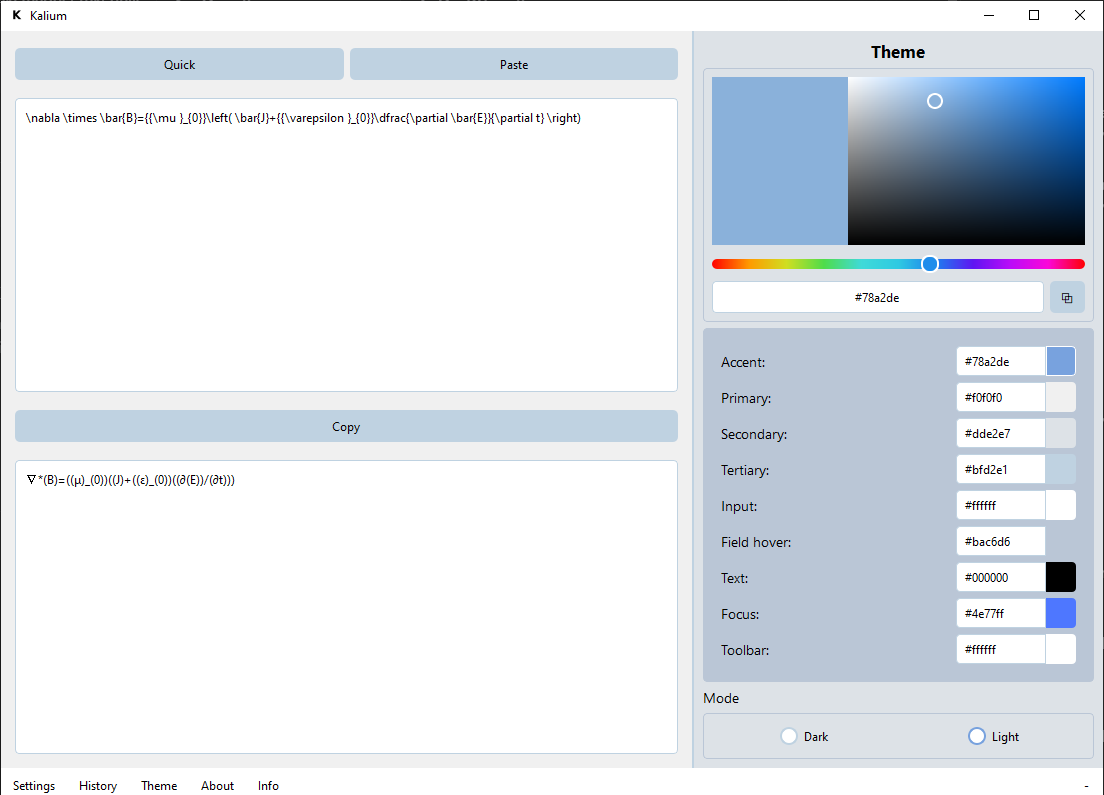 K Kalium
Quick
Paste
\nabla \times \bar{B}={{\mu }_{0}}\left( \bar{J}+{{\varepsilon }_{0}}\dfrac{\partial \bar{E}}{\partial t} \right)
Copy
∇*(B)=((μ)_(0))((J)+((ε)_(0))((∂(E))/(∂t)))
Settings
History
Theme
About
Info
Theme
#78a2de
Accent: #78a2de
Primary: #f0f0f0
Secondary: #dde2e7
Tertiary: #bfd2e1
Input: #ffffff
Field hover: #bac6d6
Text: #000000
Focus: #4e77ff
Toolbar: #ffffff
Mode
Dark
Light
-